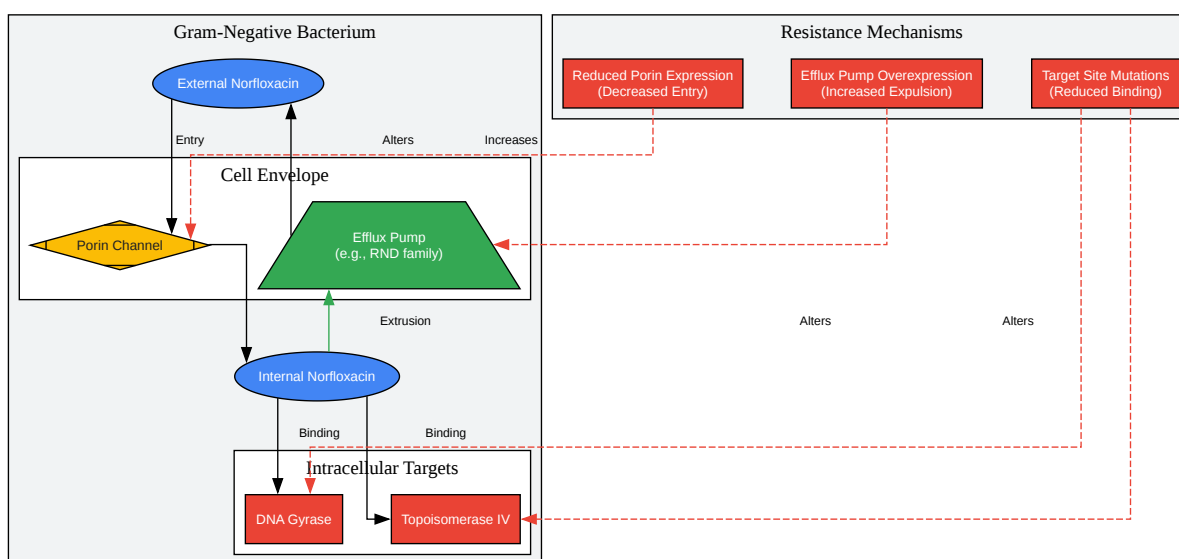 Gram-Negative Bacterium
Resistance Mechanisms
External Norfloxacin
Reduced Porin Expression
(Decreased Entry)
Efflux Pump Overexpression
(Increased Expulsion)
Target Site Mutations
(Reduced Binding)
Entry
Alters
Increases
Cell Envelope
Porin Channel
Efflux Pump
(e.g., RND family)
Extrusion
Alters
Alters
Internal Norfloxacin
Binding
Binding
Intracellular Targets
DNA Gyrase
Topoisomerase IV